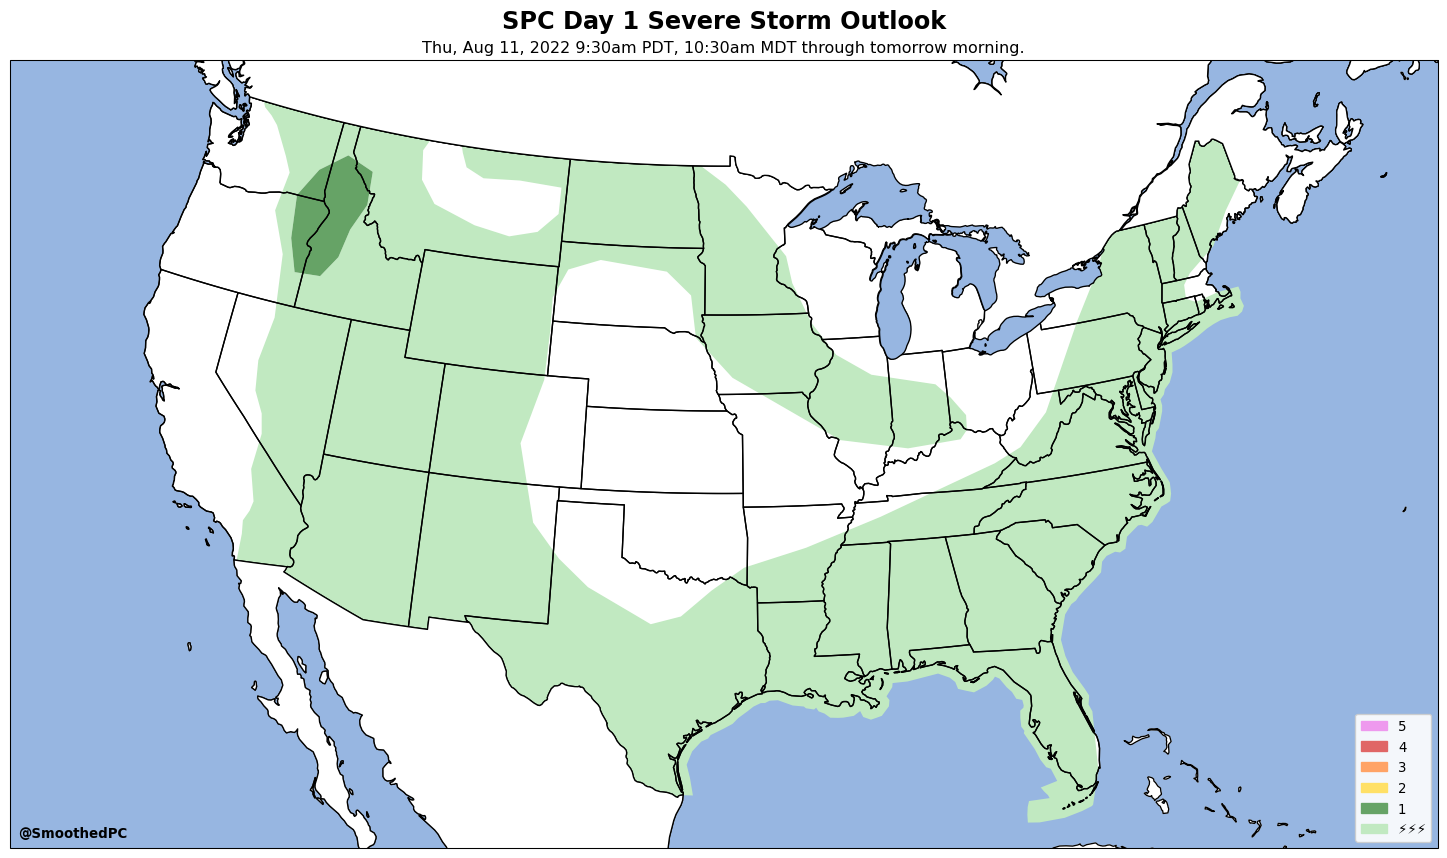 SPC Day 1 Severe Storm Outlook
Thu, Aug 11, 2022 9:30am PDT, 10:30am MDT through tomorrow morning.
5
4
3
2
1
⚡⚡⚡
@SmoothedPC